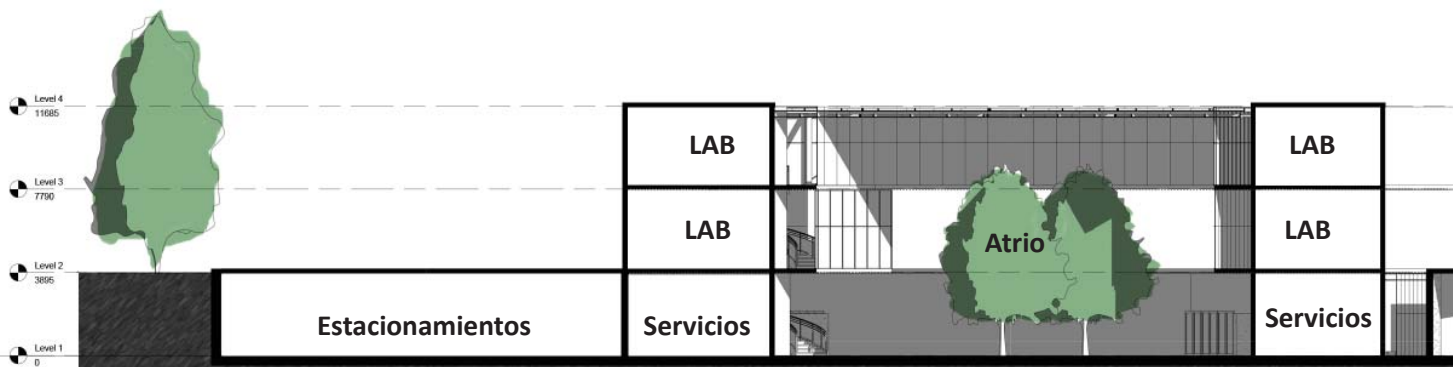 Level 4
11685
LAB
LAB
Level 3
7790
LAB
Atrio
LAB
Level 2
3895
Estacionamientos
Servicios
Servicios
Level 1
0